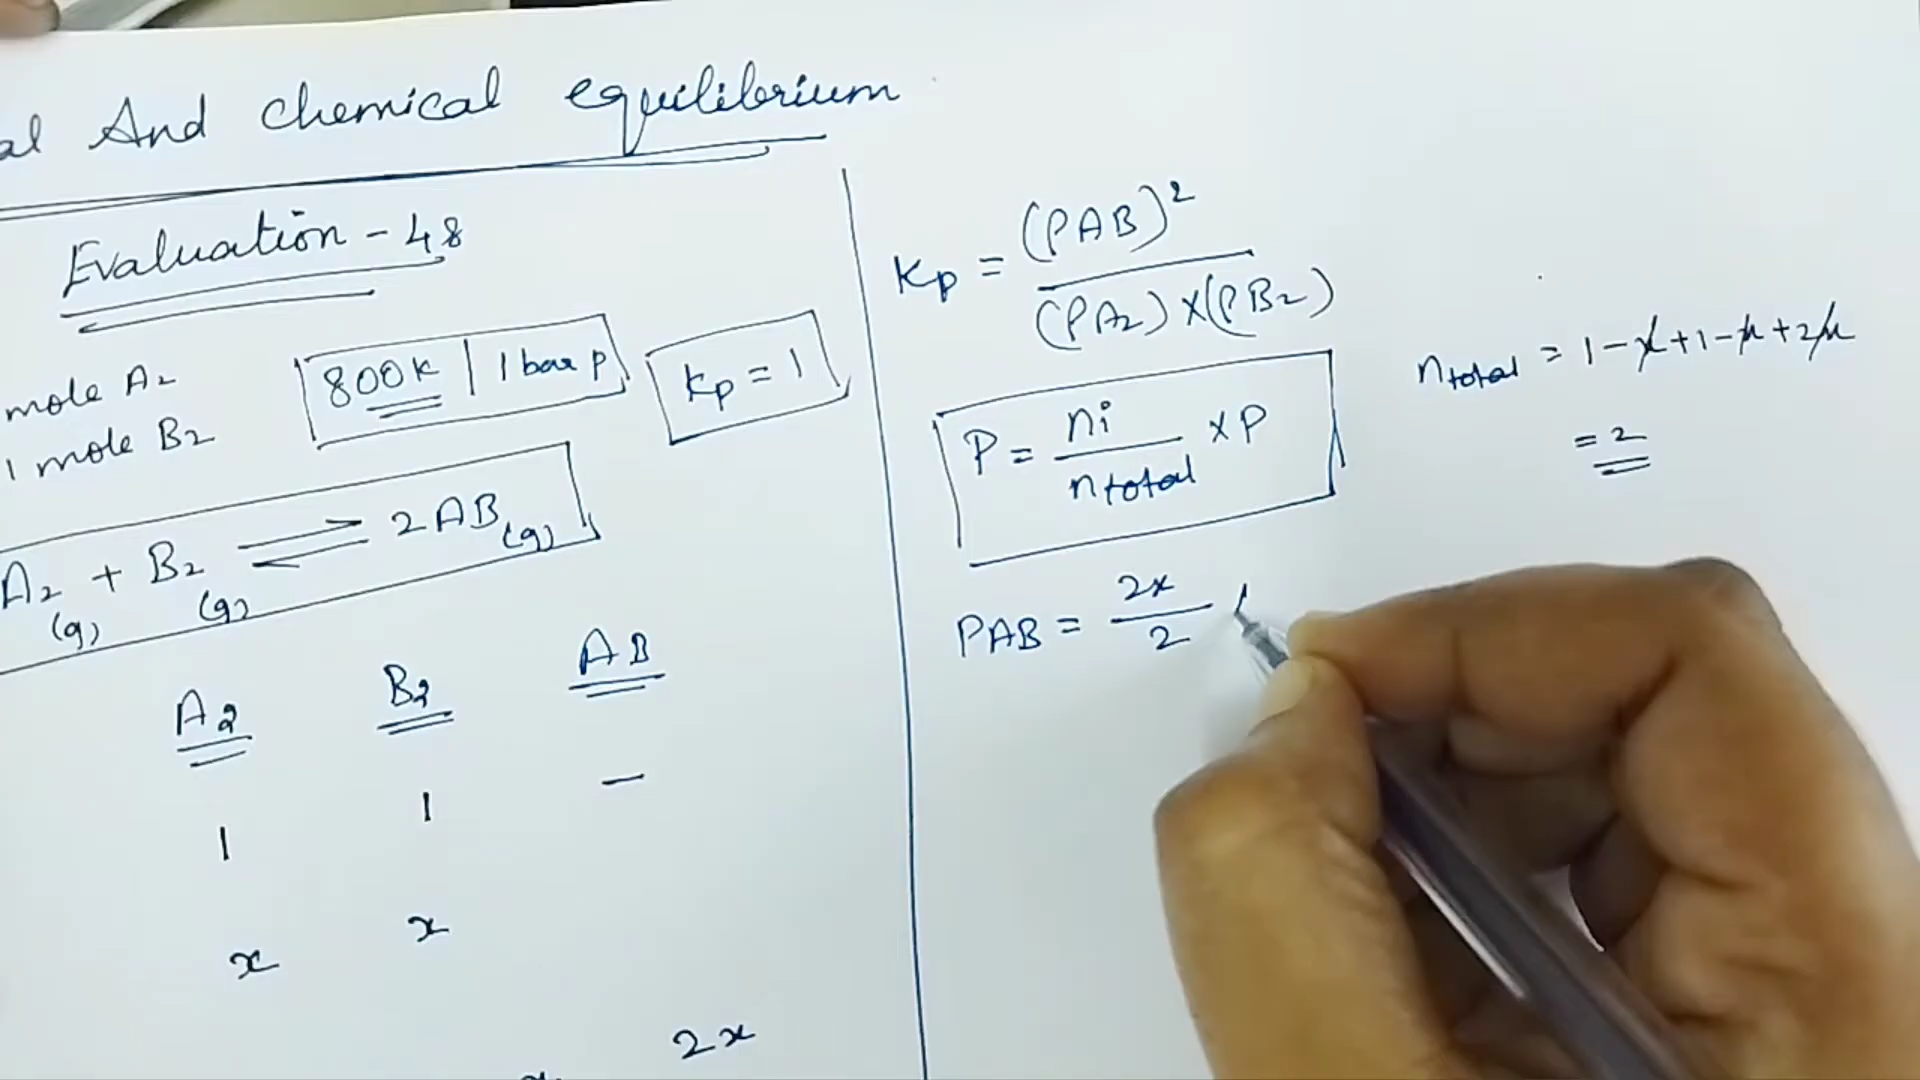 al And chemical equilibrium
Evaluation - 48
mole A2
1 mole B2
800K | 1 bar p
Kp = 1
A2(g) + B2(g) ⇌ 2AB(g)
A2 B2 AB
1 1 —
x x
2x
Kp = (PAB)² / (PA2) × (PB2)
P = ni / ntotal × P
ntotal = 1 - x + 1 - x + 2x
= 2
PAB = 2x / 2